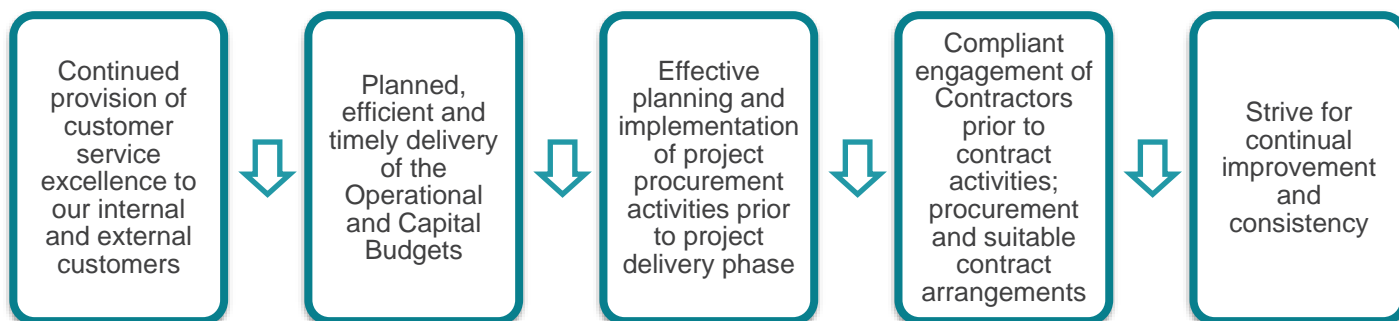 Continued
provision of
customer
service
excellence to
our internal
and external
customers
Planned,
efficient and
timely delivery
of the
Operational
and Capital
Budgets
Effective
planning and
implementation
of project
procurement
activities prior
to project
delivery phase
Compliant
engagement of
Contractors
prior to
contract
activities;
procurement
and suitable
contract
arrangements
Strive for
continual
improvement
and
consistency